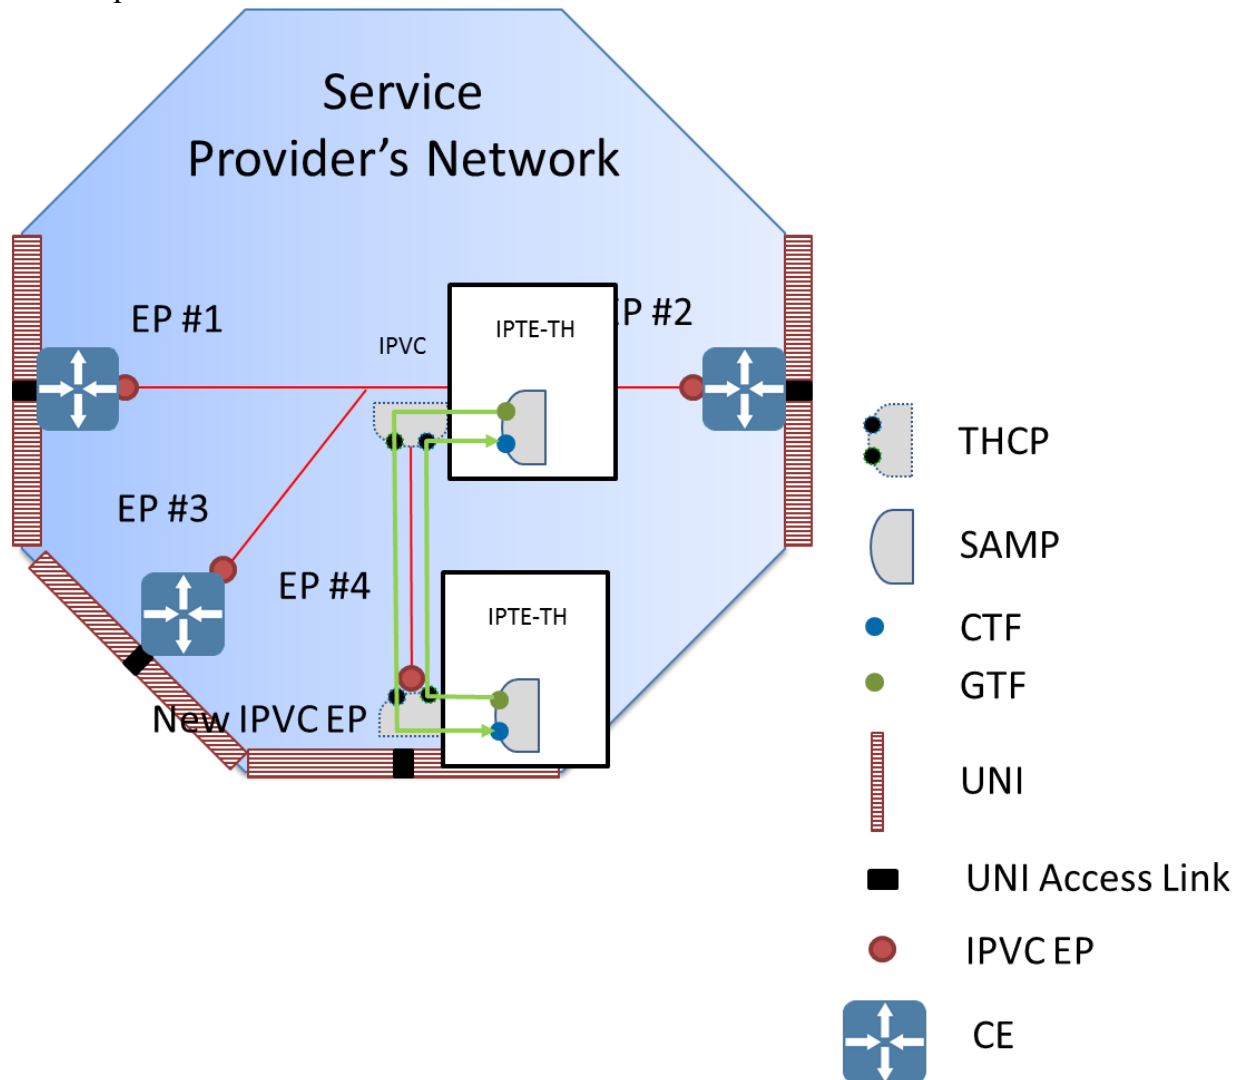 Service
Provider's Network
EP #1
IPVC
IPTE-TH
P #2
EP #3
EP #4
IPTE-TH
New IPVC EP
THCP
SAMP
CTF
GTF
UNI
UNI Access Link
IPVC EP
CE